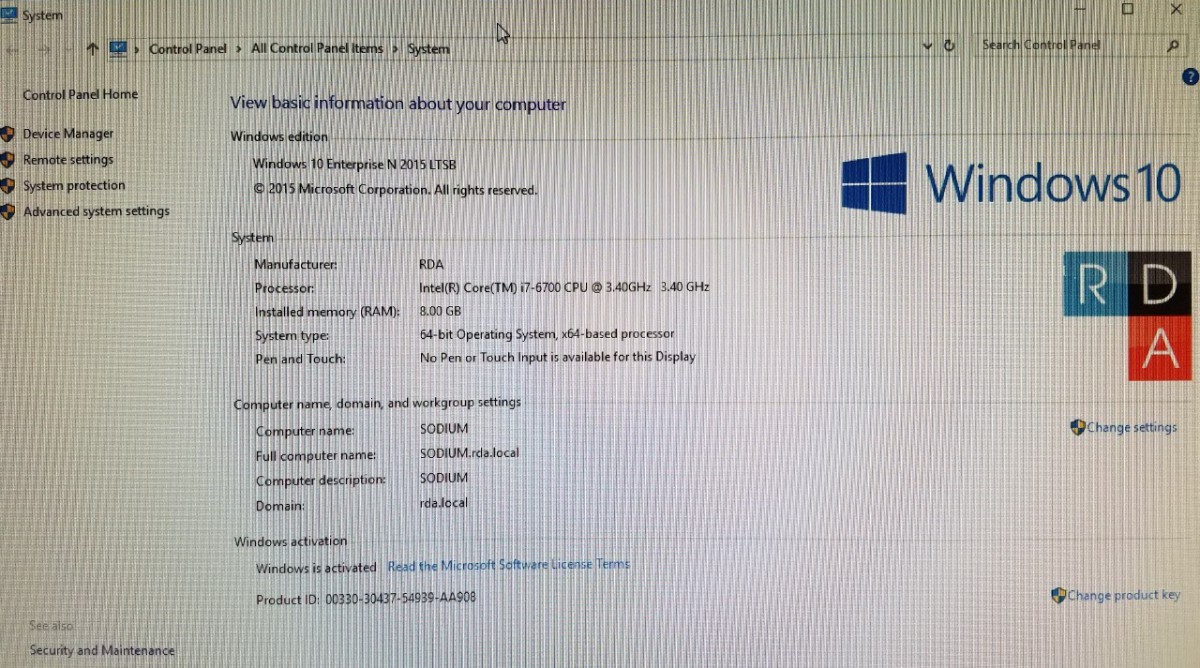 System
Control Panel > All Control Panel Items > System
Search Control Panel
?
Control Panel Home
Device Manager
Remote settings
System protection
Advanced system settings
View basic information about your computer
Windows edition
Windows 10 Enterprise N 2015 LTSB
© 2015 Microsoft Corporation. All rights reserved.
Windows 10
System
Manufacturer: RDA
Processor: Intel(R) Core(TM) i7-6700 CPU @ 3.40GHz 3.40 GHz
Installed memory (RAM): 8.00 GB
System type: 64-bit Operating System, x64-based processor
Pen and Touch: No Pen or Touch Input is available for this Display
R D
A
Computer name, domain, and workgroup settings
Computer name: SODIUM
Change settings
Full computer name: SODIUM.rda.local
Computer description: SODIUM
Domain: rda.local
Windows activation
Windows is activated Read the Microsoft Software License Terms
Product ID: 00330-30437-54939-AA908
Change product key
See also
Security and Maintenance